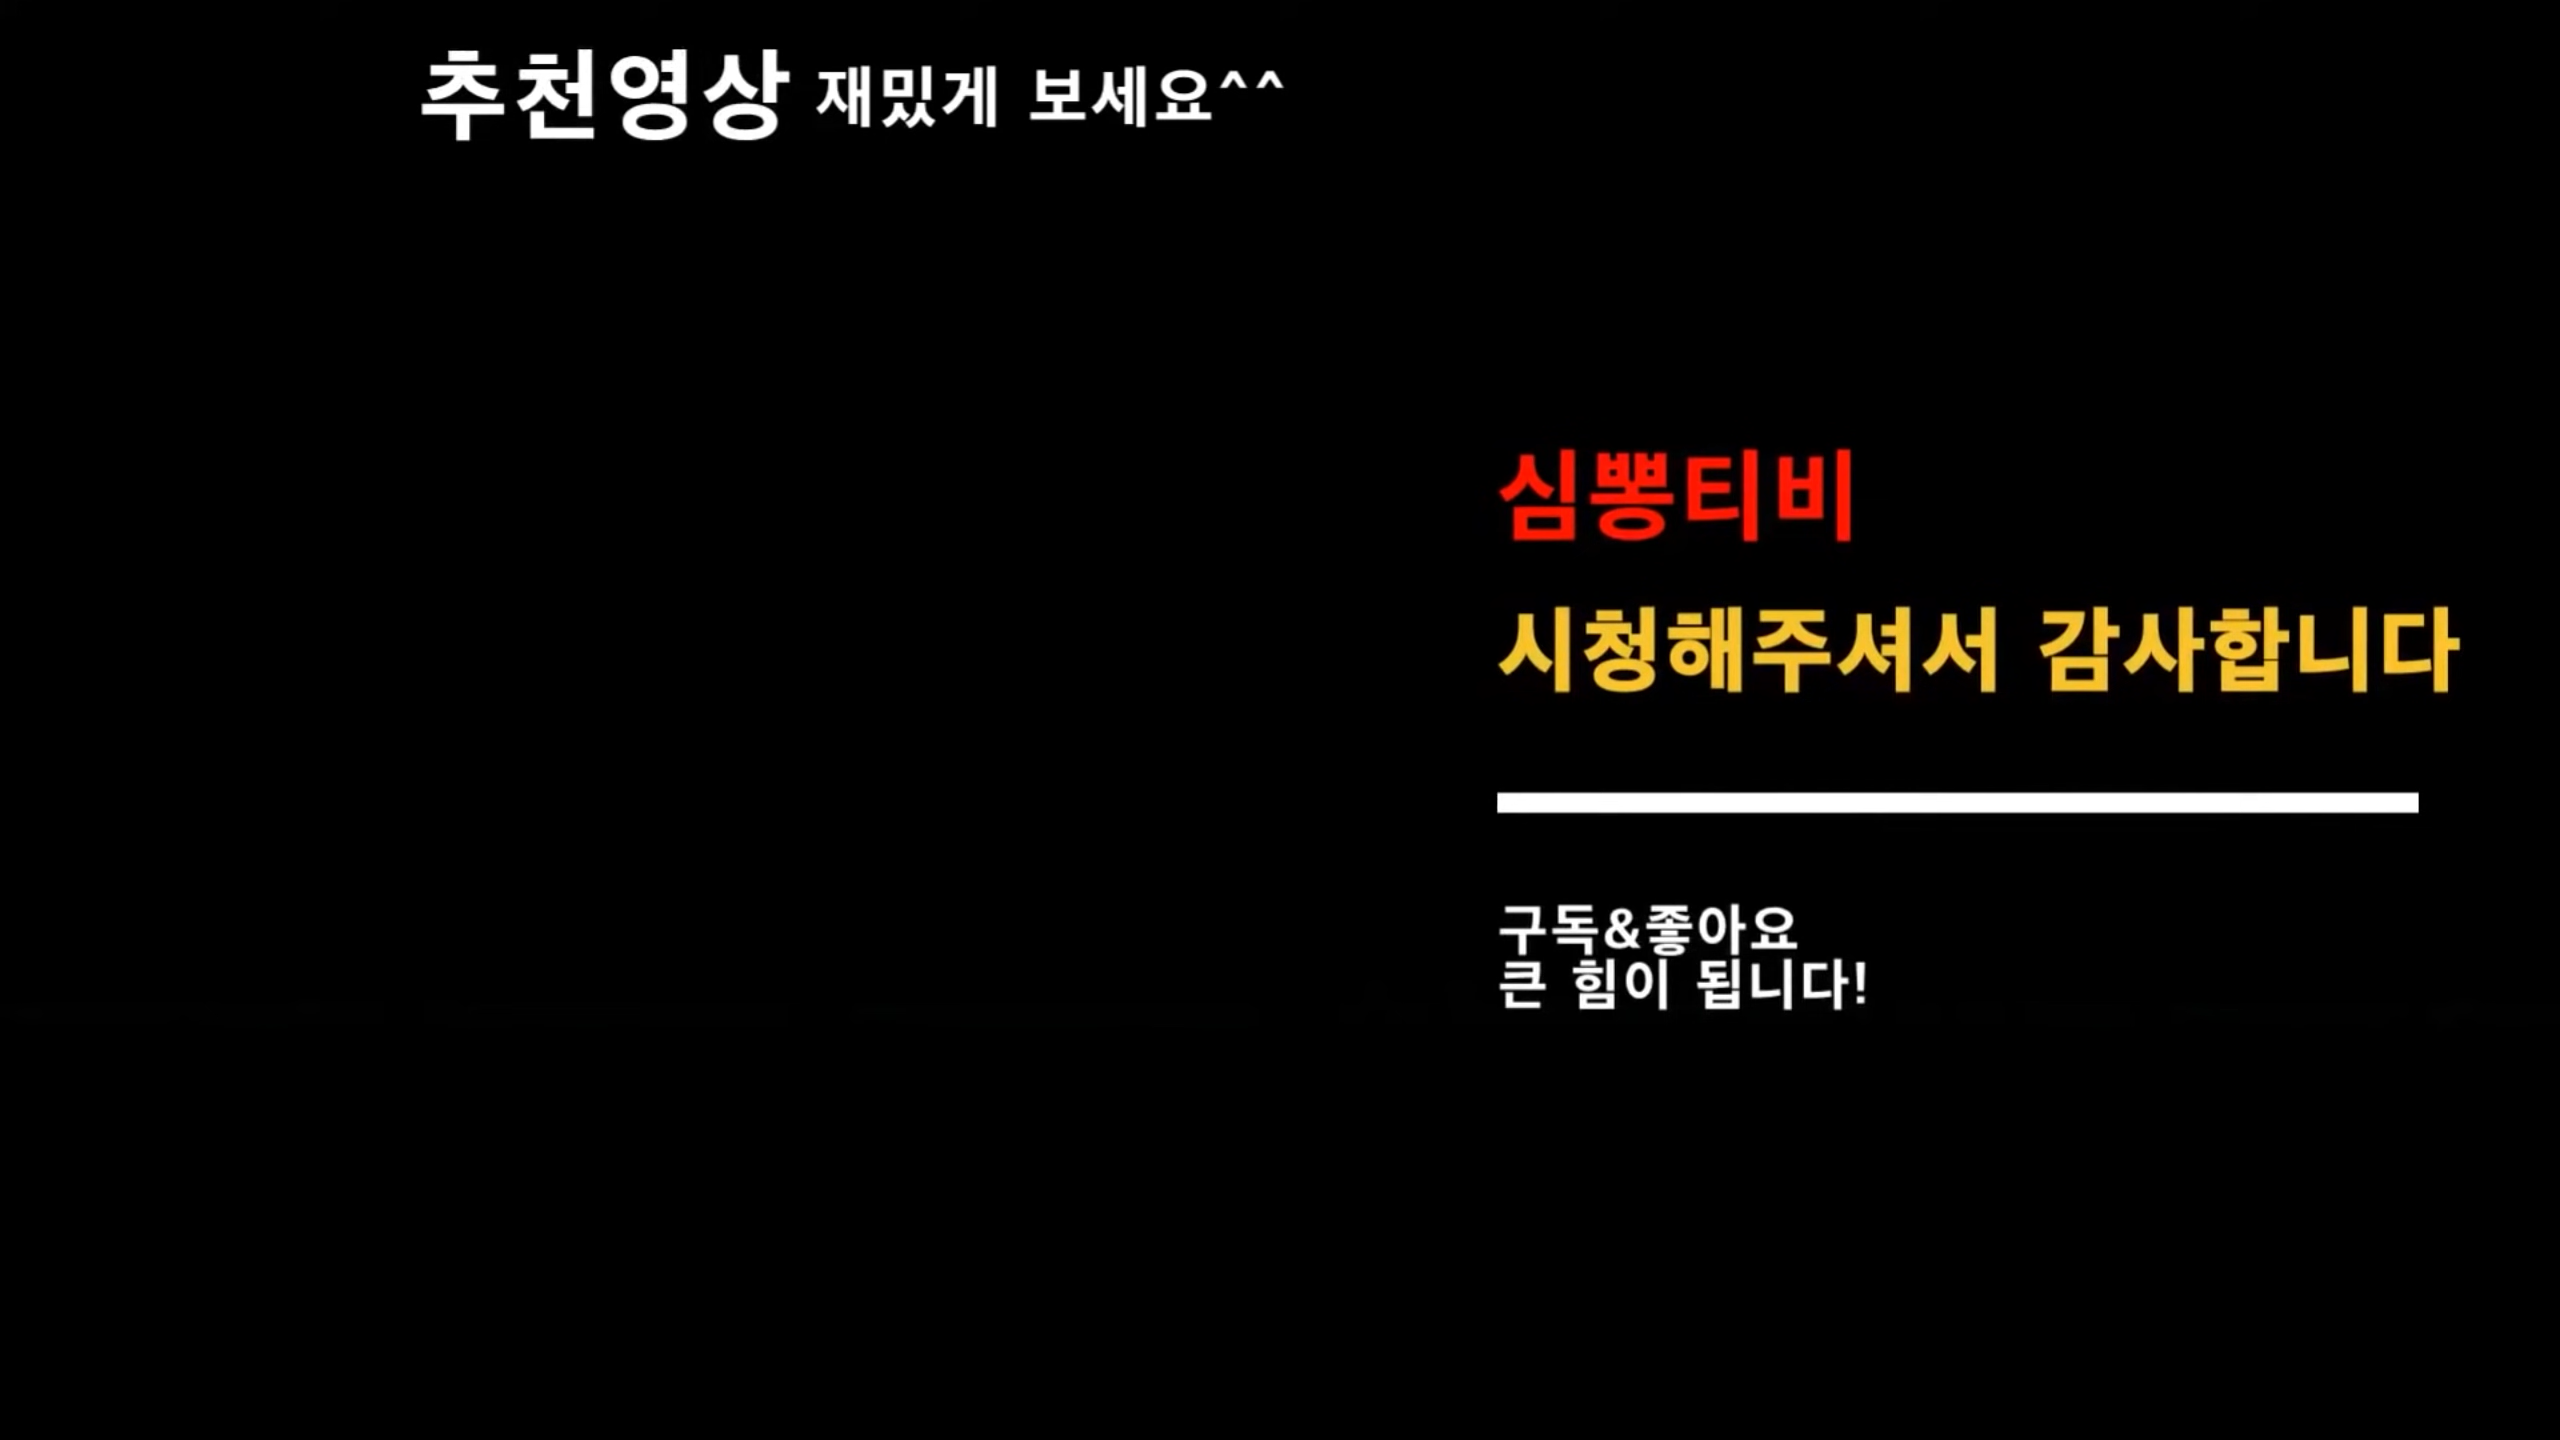 추천영상 재밌게 보세요^^
심뽕티비
시청해주셔서 감사합니다
구독&좋아요
큰 힘이 됩니다!